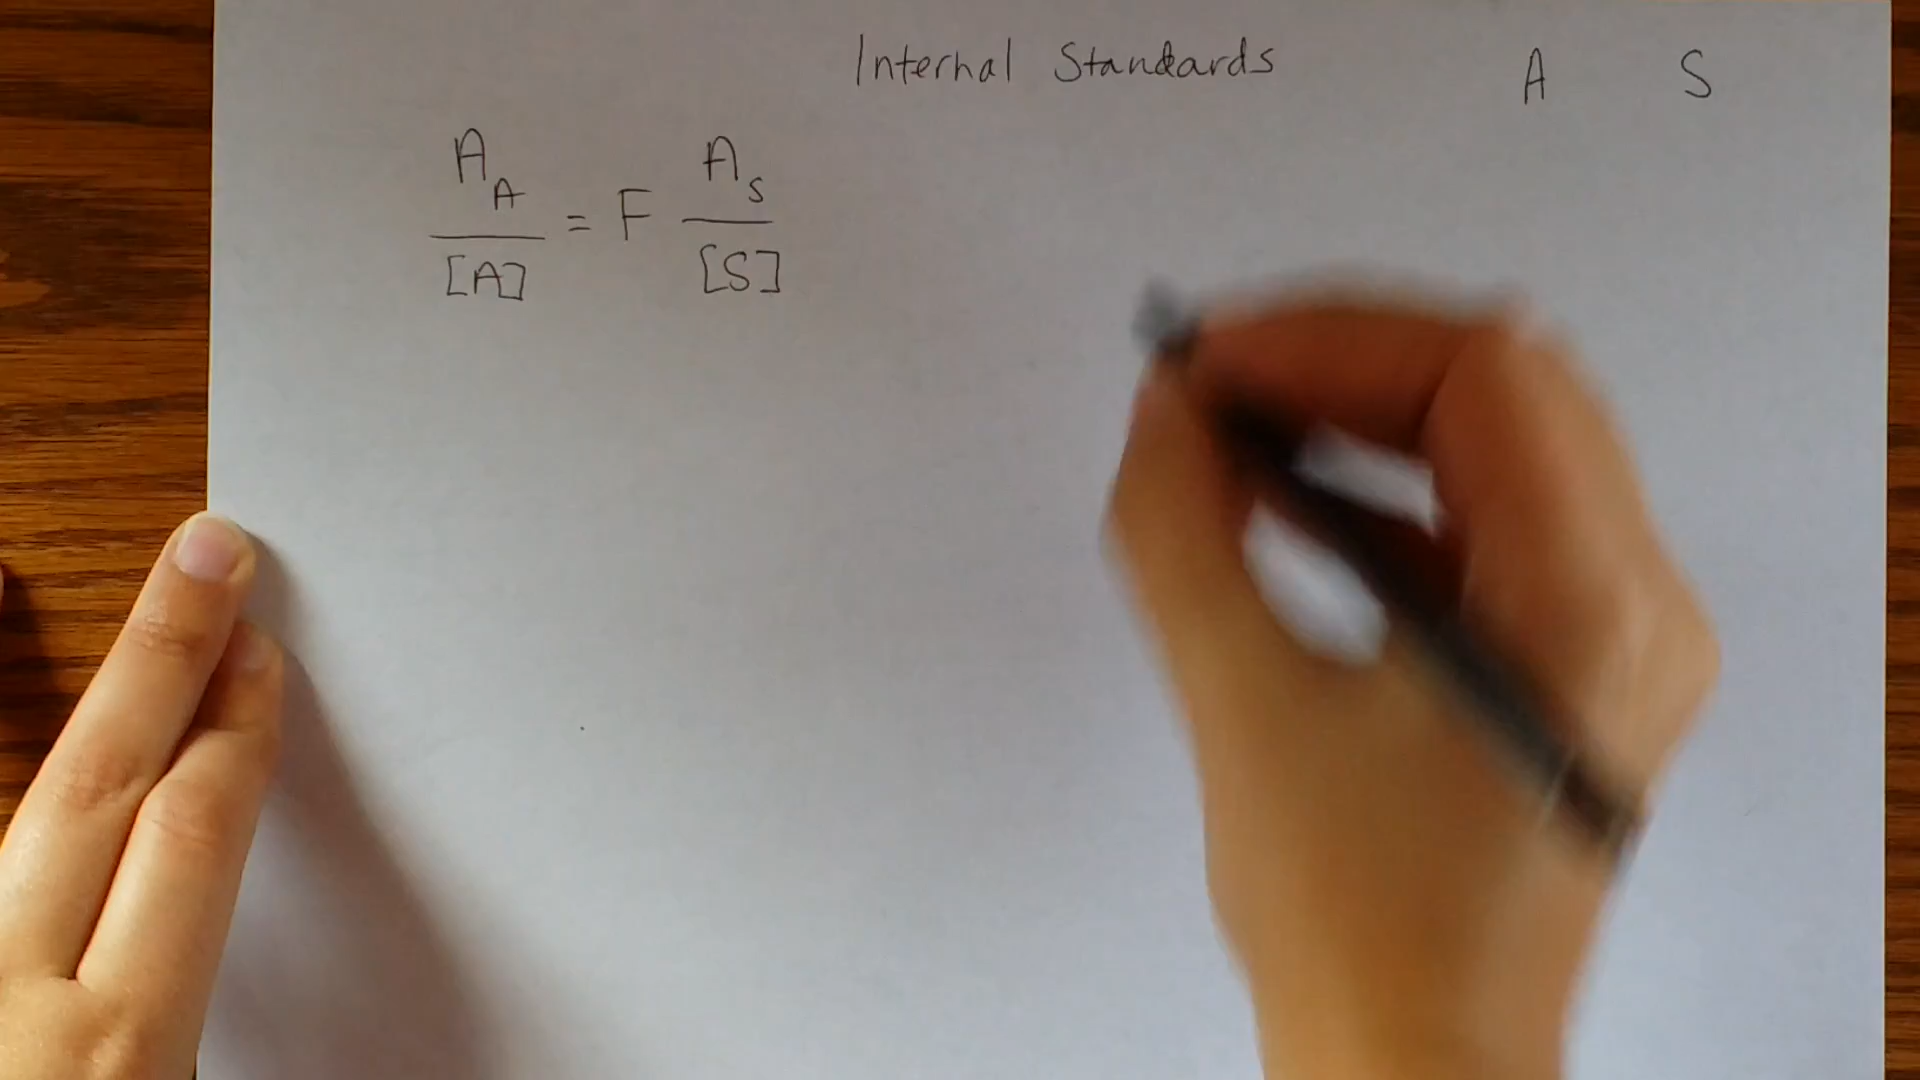 Internal Standards A S
A_A / [A] = F A_S / [S]